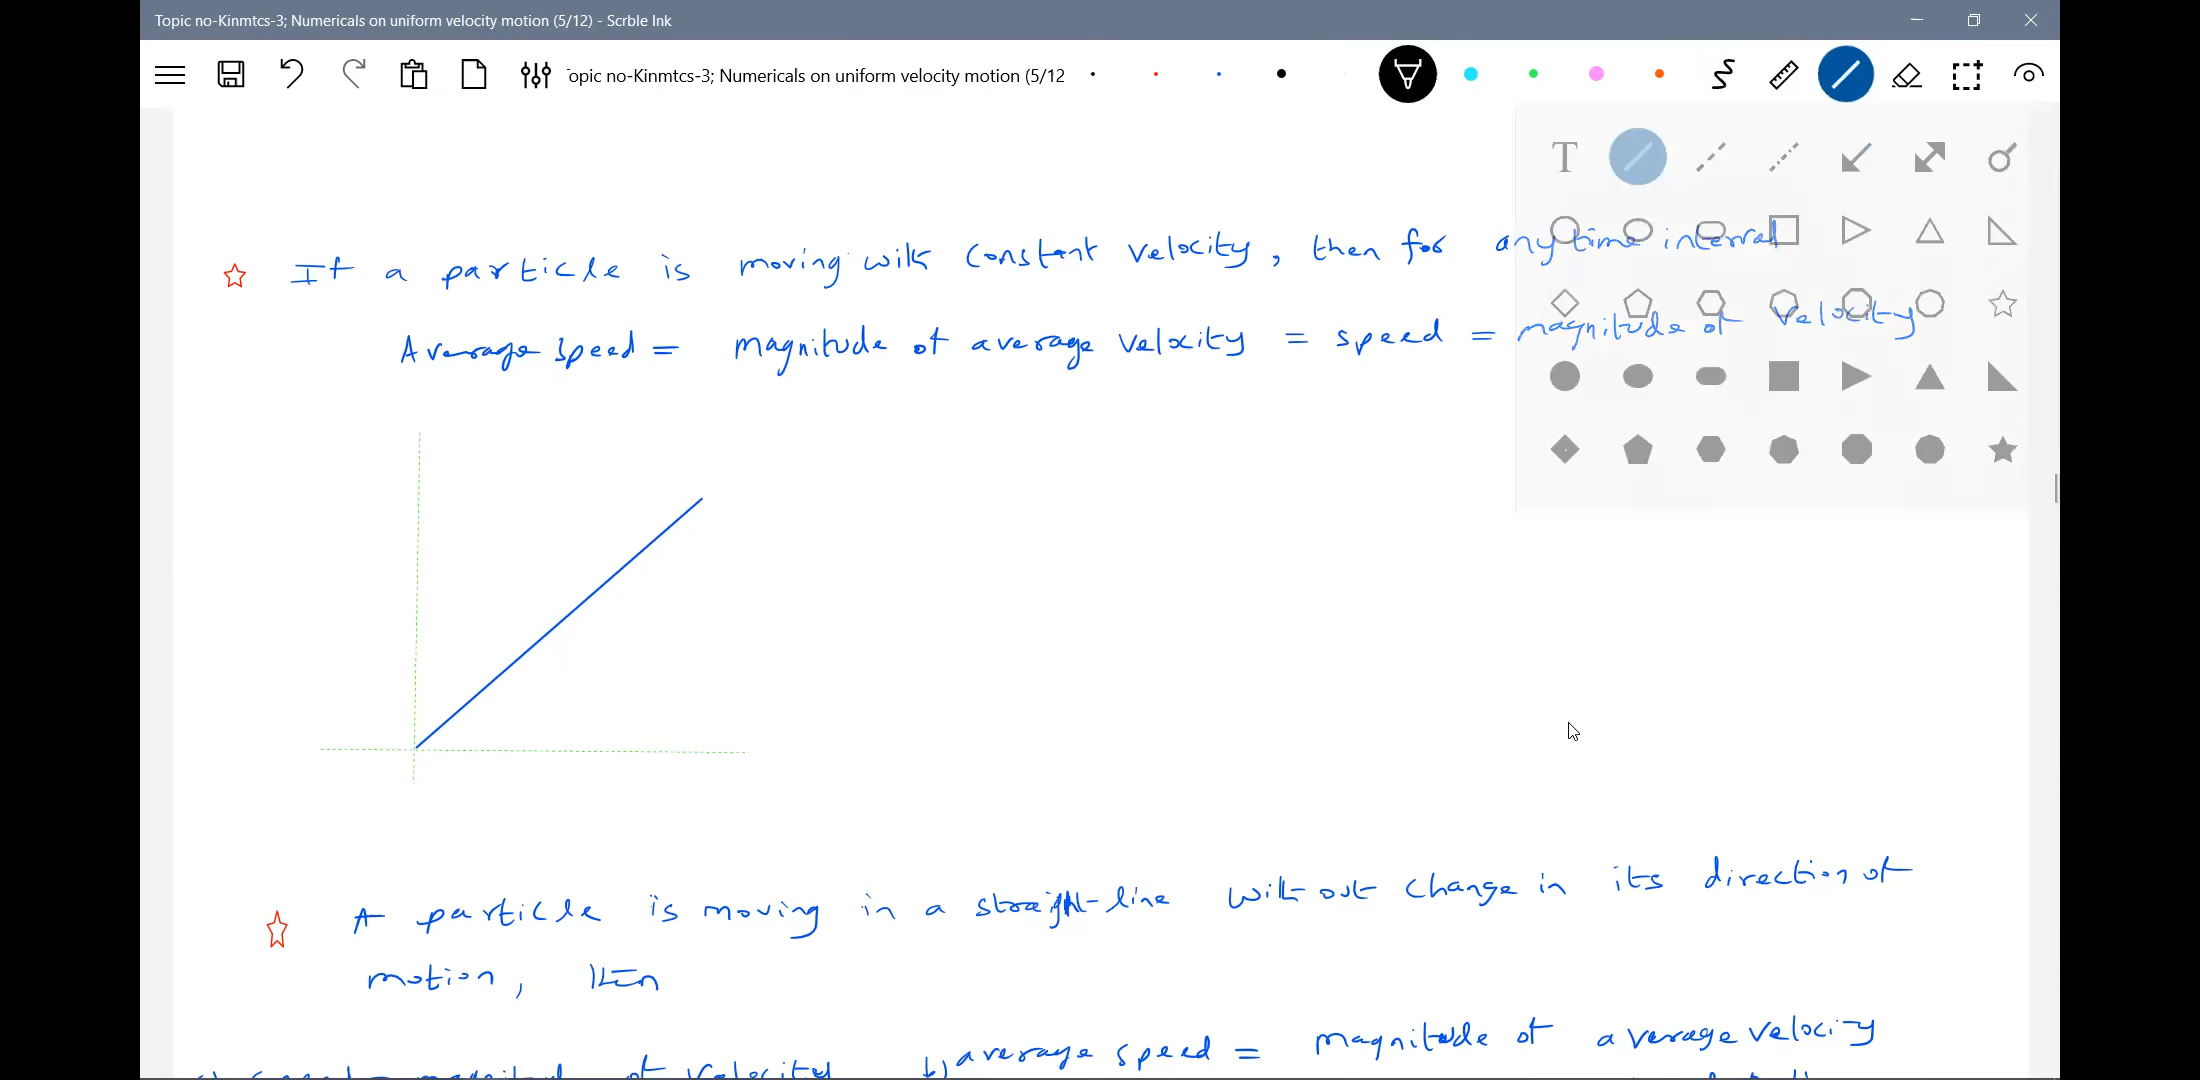 Topic no-Kinmtcs-3; Numericals on uniform velocity motion (5/12) - Scrble Ink
opic no-Kinmtcs-3; Numericals on uniform velocity motion (5/12
T
If a particle is moving with constant velocity, then for any time interval
Average speed = magnitude of average velocity = speed = magnitude of velocity
A particle is moving in a straight-line without change in its direction of
motion, then
b) average speed = magnitude of average velocity
magnitude of velocity